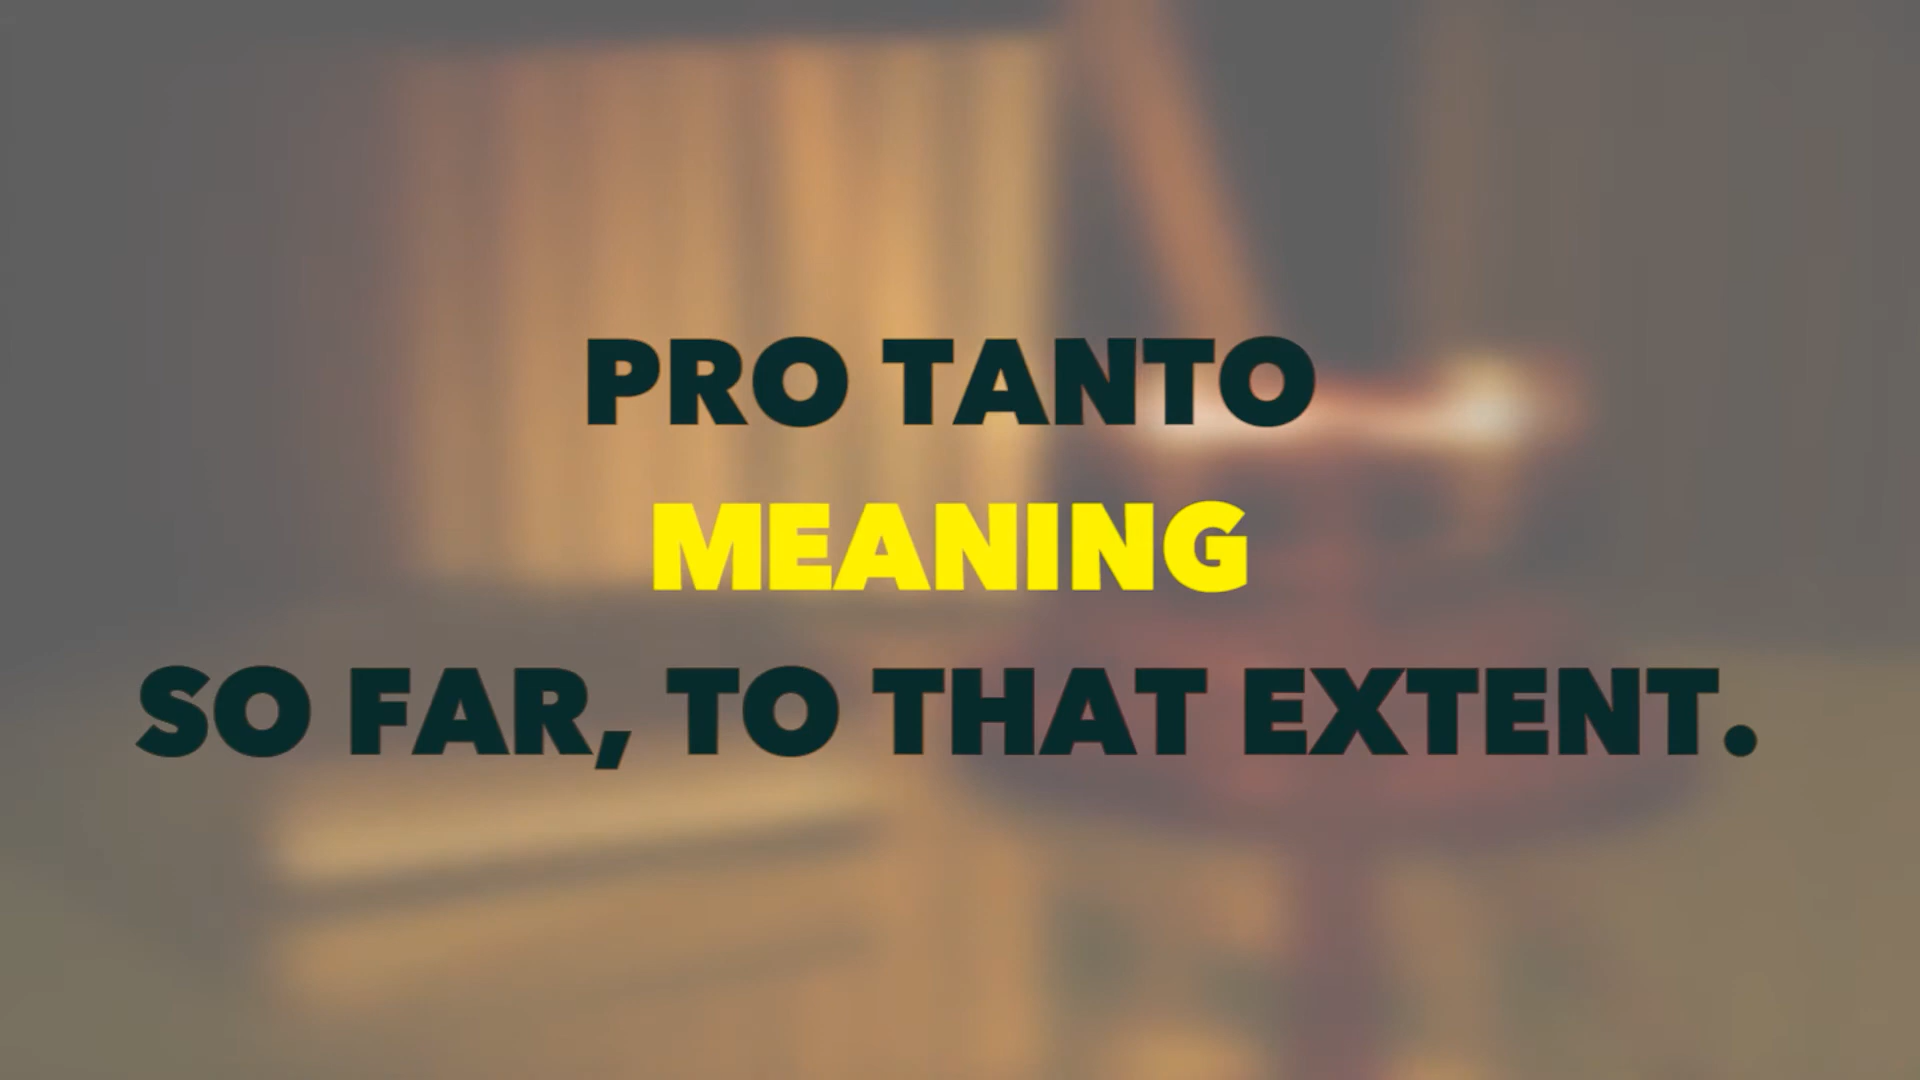 PRO TANTO
MEANING
SO FAR, TO THAT EXTENT.